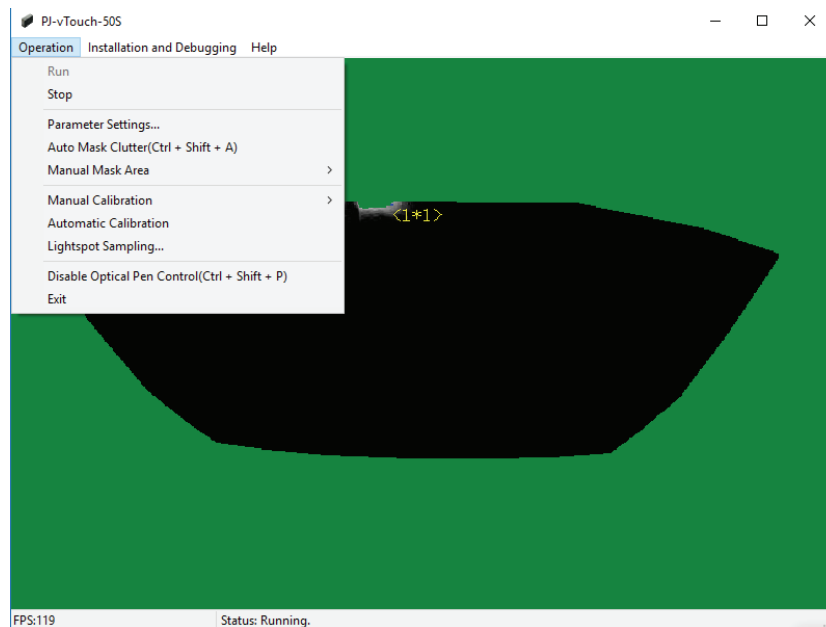 PJ-vTouch-50S
Operation Installation and Debugging Help
Run
Stop
Parameter Settings...
Auto Mask Clutter(Ctrl + Shift + A)
Manual Mask Area
Manual Calibration
<1*1>
Automatic Calibration
Lightspot Sampling...
Disable Optical Pen Control(Ctrl + Shift + P)
Exit
FPS:119 Status: Running.